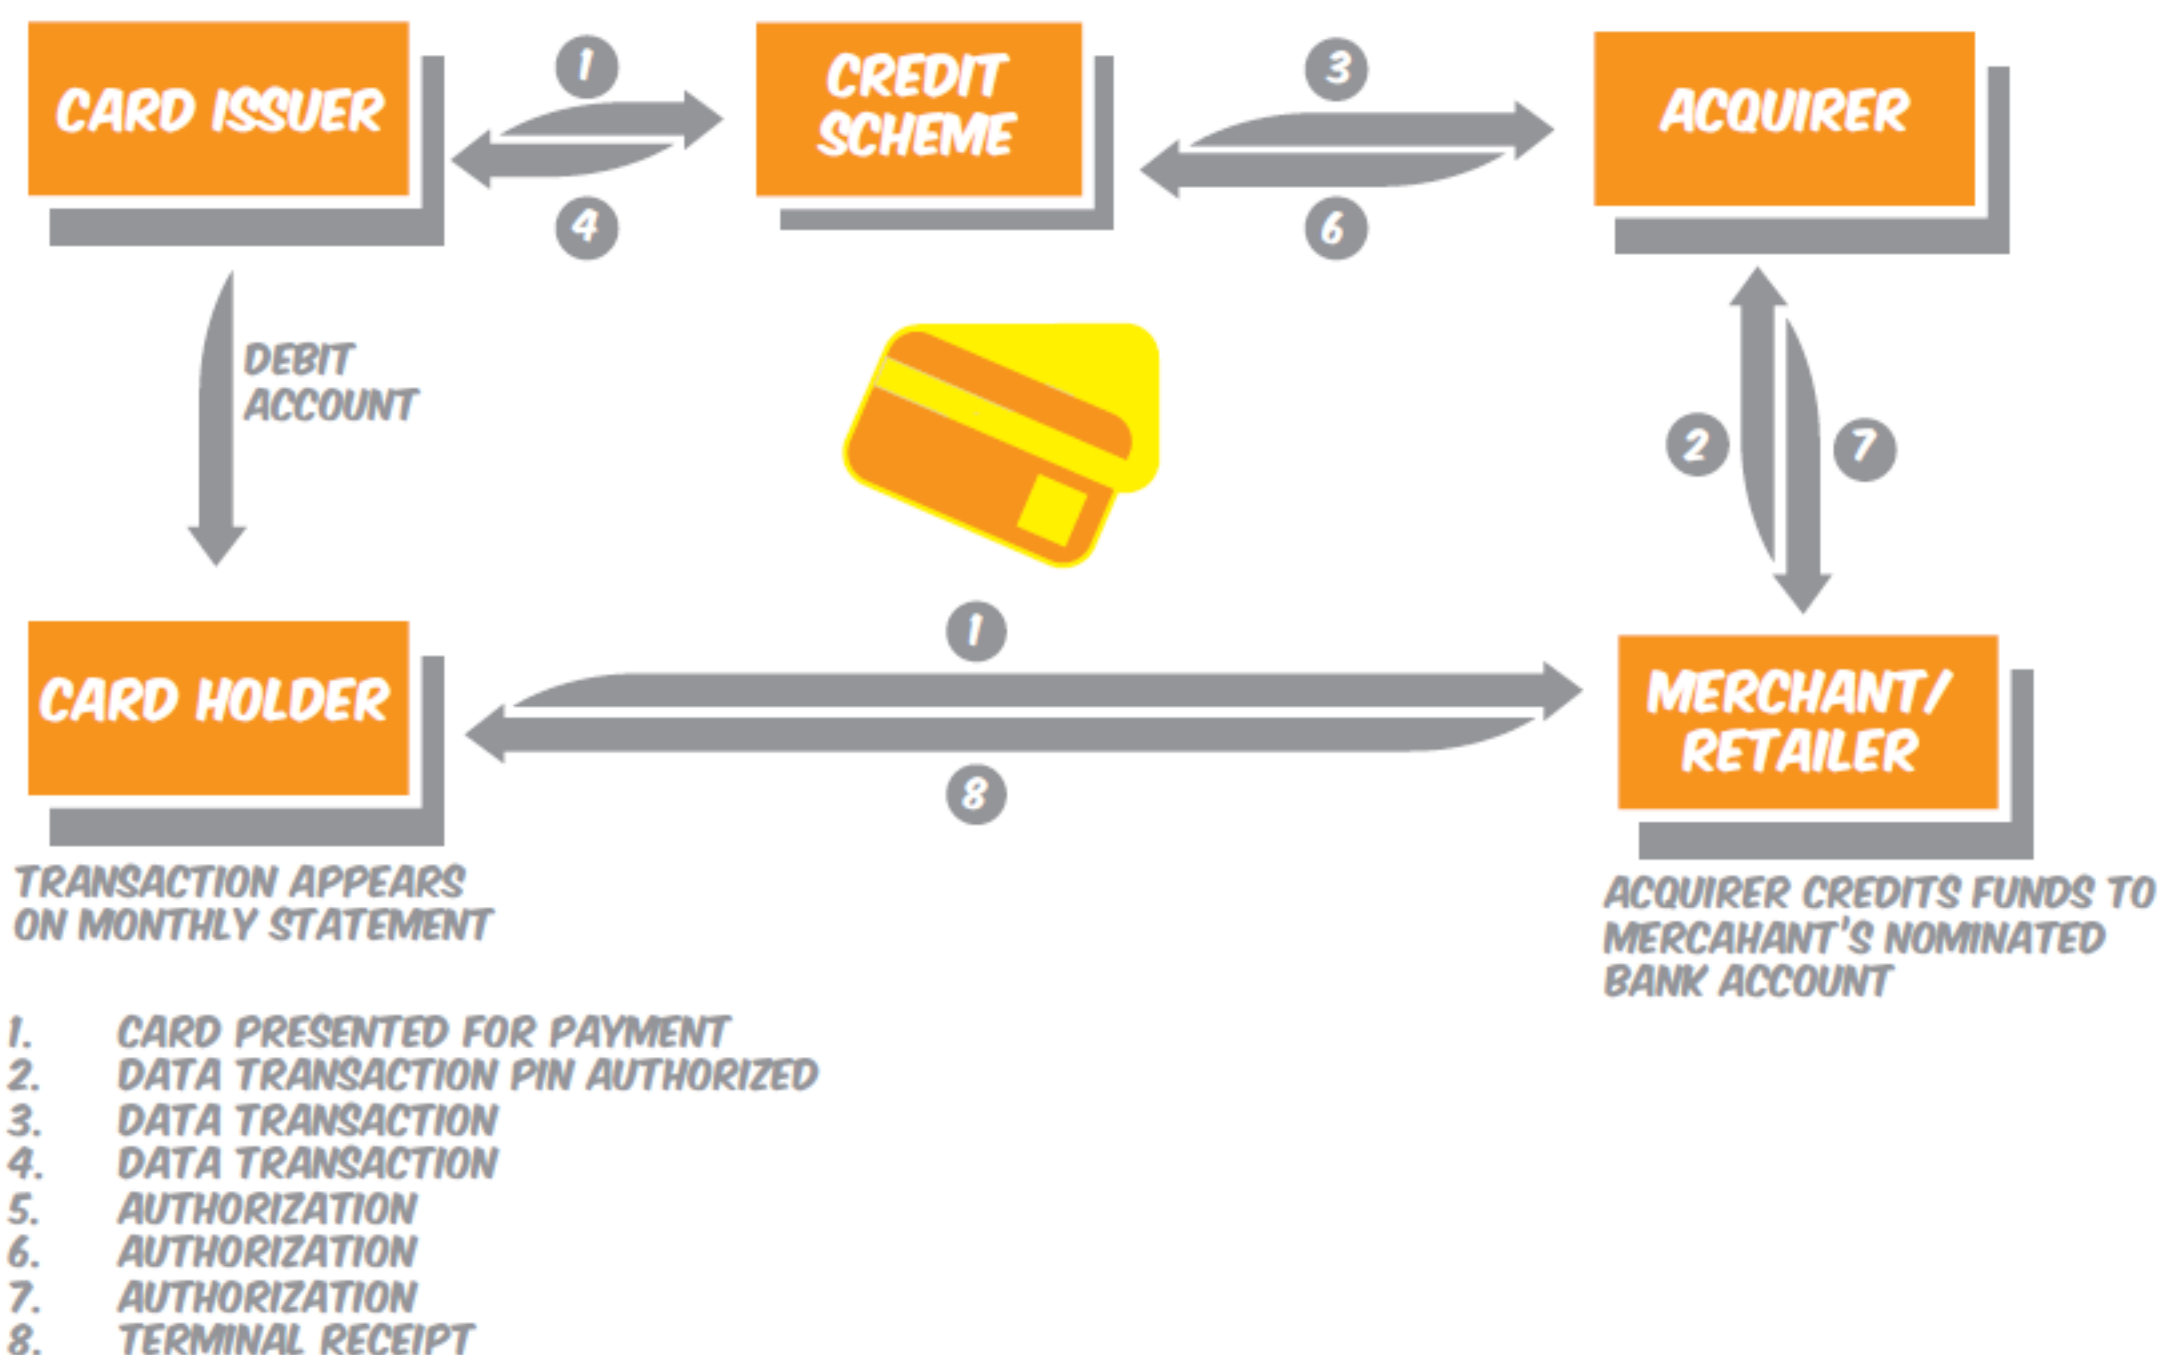 CARD ISSUER
1
4
CREDIT
SCHEME
3
6
ACQUIRER
DEBIT
ACCOUNT
2
7
CARD HOLDER
1
8
MERCHANT/
RETAILER
TRANSACTION APPEARS
ON MONTHLY STATEMENT
ACQUIRER CREDITS FUNDS TO
MERCAHANT'S NOMINATED
BANK ACCOUNT
1. CARD PRESENTED FOR PAYMENT
2. DATA TRANSACTION PIN AUTHORIZED
3. DATA TRANSACTION
4. DATA TRANSACTION
5. AUTHORIZATION
6. AUTHORIZATION
7. AUTHORIZATION
8. TERMINAL RECEIPT